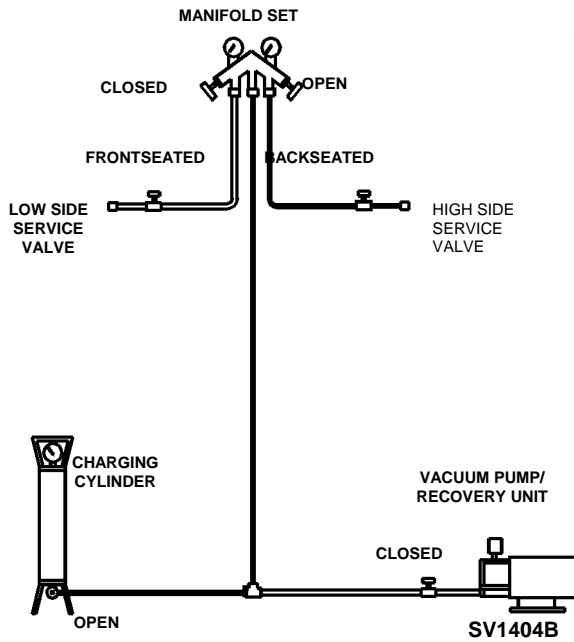 MANIFOLD SET
CLOSED
OPEN
FRONTSEATED
BACKSEATED
LOW SIDE
SERVICE
VALVE
HIGH SIDE
SERVICE
VALVE
CHARGING
CYLINDER
VACUUM PUMP/
RECOVERY UNIT
CLOSED
OPEN
SV1404B